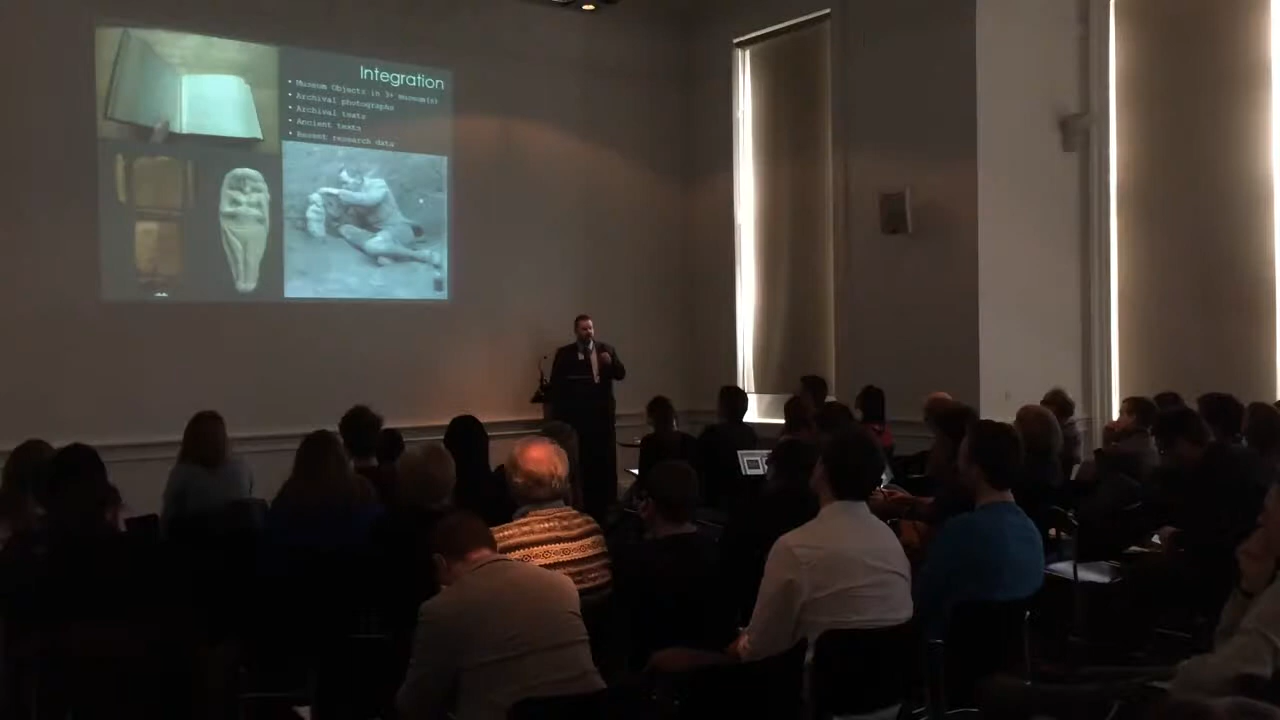 Integration
• Museum Objects in 3+ museum(s)
• Archival photographs
• Archival texts
• Ancient texts
• Recent research data